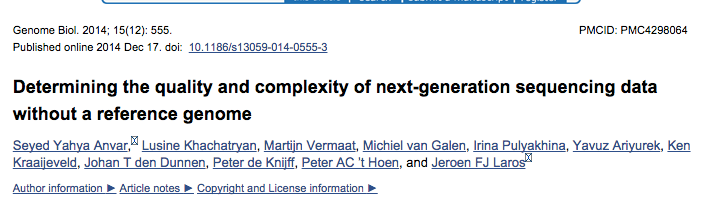 Genome Biol. 2014; 15(12): 555.
PMCID: PMC4298064
Published online 2014 Dec 17. doi: 10.1186/s13059-014-0555-3
Determining the quality and complexity of next-generation sequencing data
without a reference genome
Seyed Yahya Anvar, Lusine Khachatryan, Martijn Vermaat, Michiel van Galen, Irina Pulyakhina, Yavuz Ariyurek, Ken
Kraaijeveld, Johan T den Dunnen, Peter de Knijff, Peter AC 't Hoen, and Jeroen FJ Laros
Author information ► Article notes ► Copyright and License information ►